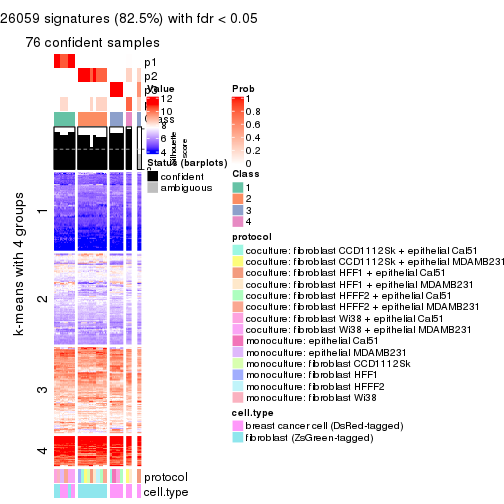 26059 signatures (82.5%) with fdr < 0.05
76 confident samples
p1
p2
p3
Class
Silhouette
score
k-means with 4 groups
1
2
3
4
protocol
cell.type
Value
12
10
8
6
4
Status (barplots)
confident
ambiguous
Prob
1
0.8
0.6
0.4
0.2
0
Class
1
2
3
4
protocol
coculture: fibroblast CCD1112Sk + epithelial Cal51
coculture: fibroblast CCD1112Sk + epithelial MDAMB231
coculture: fibroblast HFF1 + epithelial Cal51
coculture: fibroblast HFF1 + epithelial MDAMB231
coculture: fibroblast HFFF2 + epithelial Cal51
coculture: fibroblast HFFF2 + epithelial MDAMB231
coculture: fibroblast Wi38 + epithelial Cal51
coculture: fibroblast Wi38 + epithelial MDAMB231
monoculture: epithelial Cal51
monoculture: epithelial MDAMB231
monoculture: fibroblast CCD1112Sk
monoculture: fibroblast HFF1
monoculture: fibroblast HFFF2
monoculture: fibroblast Wi38
cell.type
breast cancer cell (DsRed-tagged)
fibroblast (ZsGreen-tagged)